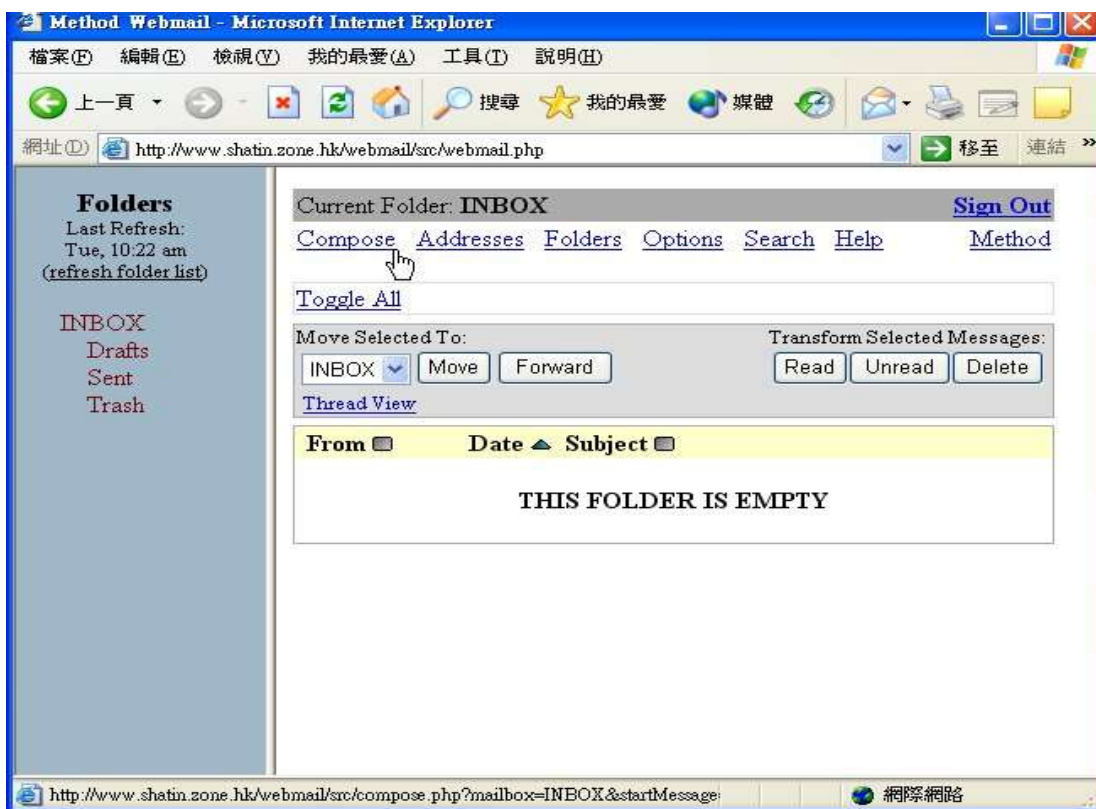 Method Webmail - Microsoft Internet Explorer
檔案(F) 編輯(E) 檢視(V) 我的最愛(A) 工具(T) 說明(H)
上一頁 搜尋 我的最愛 媒體
網址(D) http://www.shatin.zone.hk/webmail/src/webmail.php 移至 連結 »
Folders
Last Refresh:
Tue, 10:22 am
(refresh folder list)
INBOX
Drafts
Sent
Trash
Current Folder: INBOX Sign Out
Compose Addresses Folders Options Search Help Method
Toggle All
Move Selected To: Transform Selected Messages:
INBOX Move Forward Read Unread Delete
Thread View
From Date Subject
THIS FOLDER IS EMPTY
http://www.shatin.zone.hk/webmail/src/compose.php?mailbox=INBOX&startMessage 網際網路